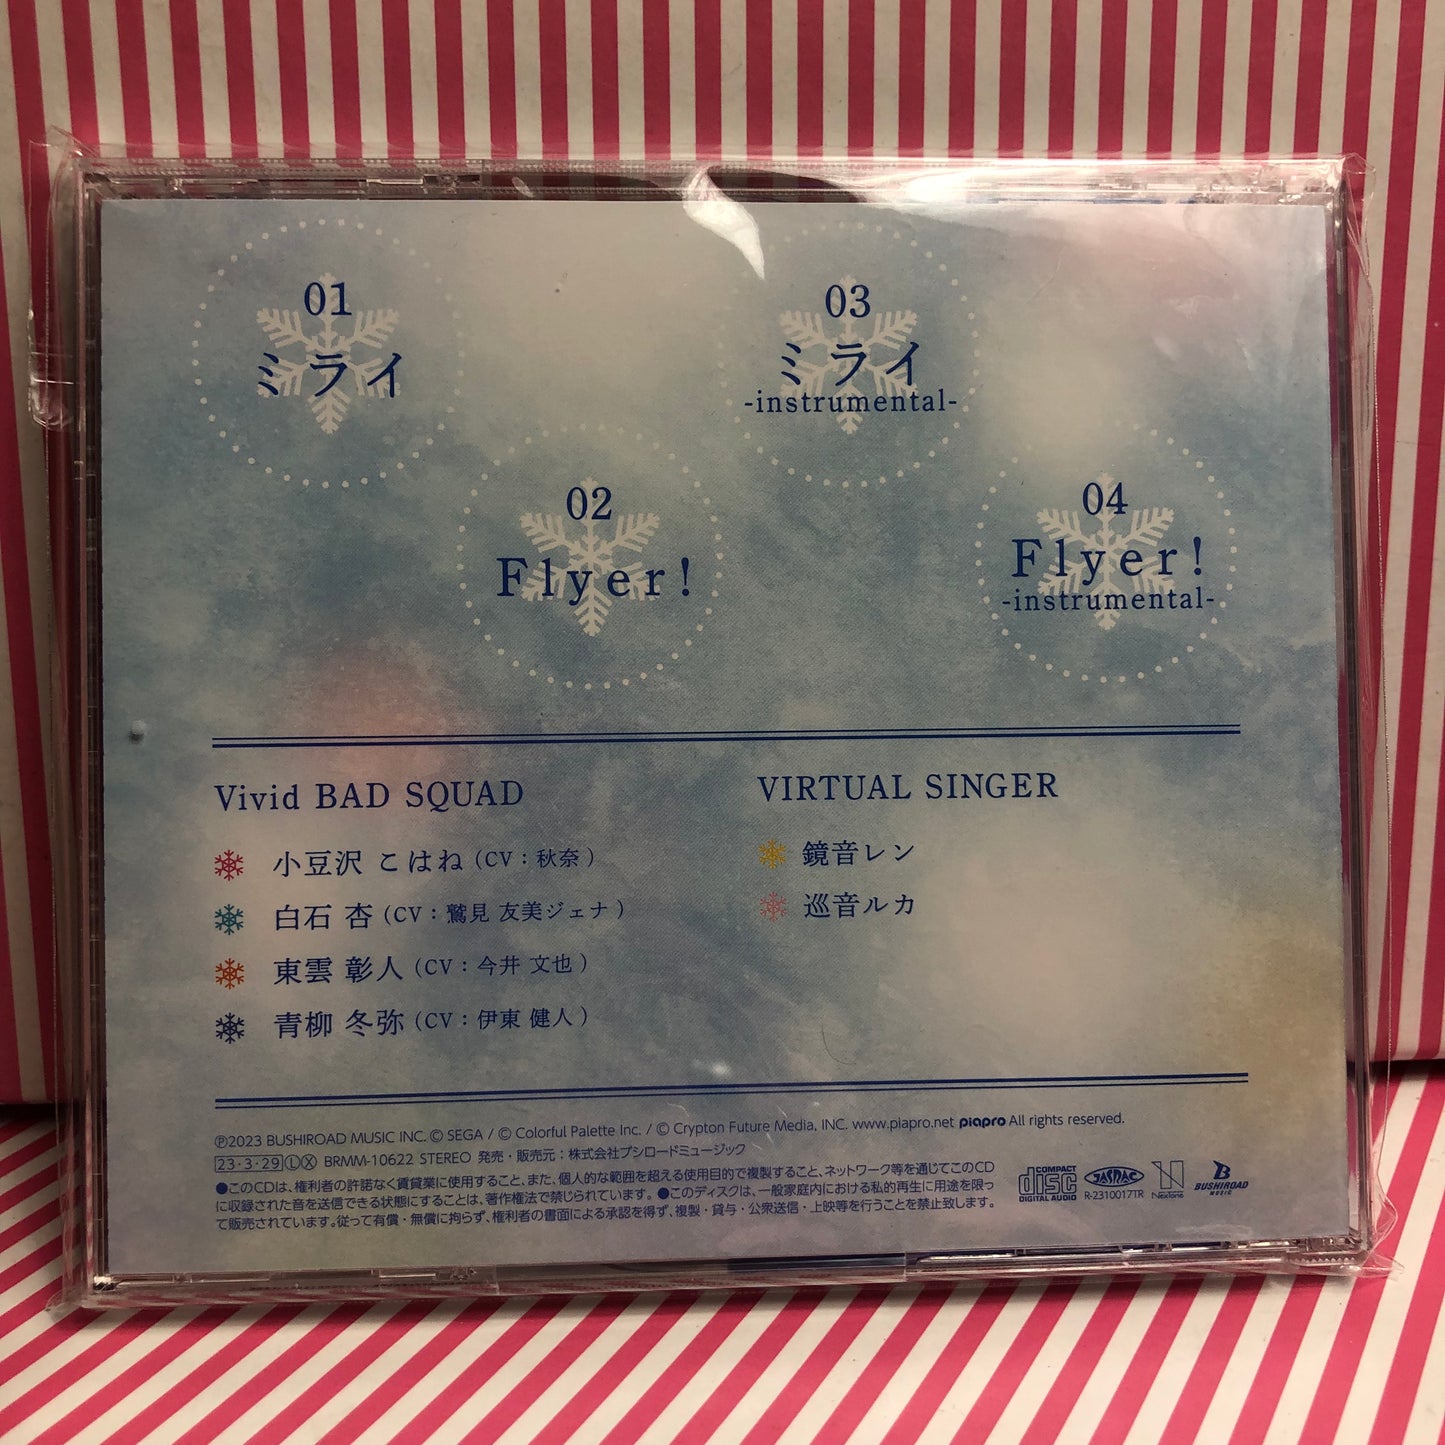 01
ミライ
02
Flyer!
03
ミライ
-instrumental-
04
Flyer!
-instrumental-
Vivid BAD SQUAD
小豆沢 こはね (CV:秋奈)
白石 杏 (CV:鷲見 友美ジェナ)
東雲 彰人 (CV:今井 文也)
青柳 冬弥 (CV:伊東 健人)
VIRTUAL SINGER
鏡音レン
巡音ルカ
Ⓟ2023 BUSHIROAD MUSIC INC. © SEGA / © Colorful Palette Inc. / © Crypton Future Media, INC. www.piapro.net piapro All rights reserved.
23・3・29 Ⓛ Ⓧ BRMM-10622 STEREO 発売・販売元:株式会社ブシロードミュージック
●このCDは、権利者の許諾なく賃貸業に使用すること、また、個人的な範囲を超える使用目的で複製すること、ネットワーク等を通じてこのCD
に収録された音を送信できる状態にすることは、著作権法で禁じられています。●このディスクは、一般家庭内における私的再生に用途を限っ
て販売されています。従って有償・無償に拘らず、権利者の書面による承認を得ず、複製・貸与・公衆送信・上映等を行うことを禁止致します。
COMPACT
disc
DIGITAL AUDIO
JASRAC
R-2310017TR
NexTone
BUSHIROAD
MUSIC